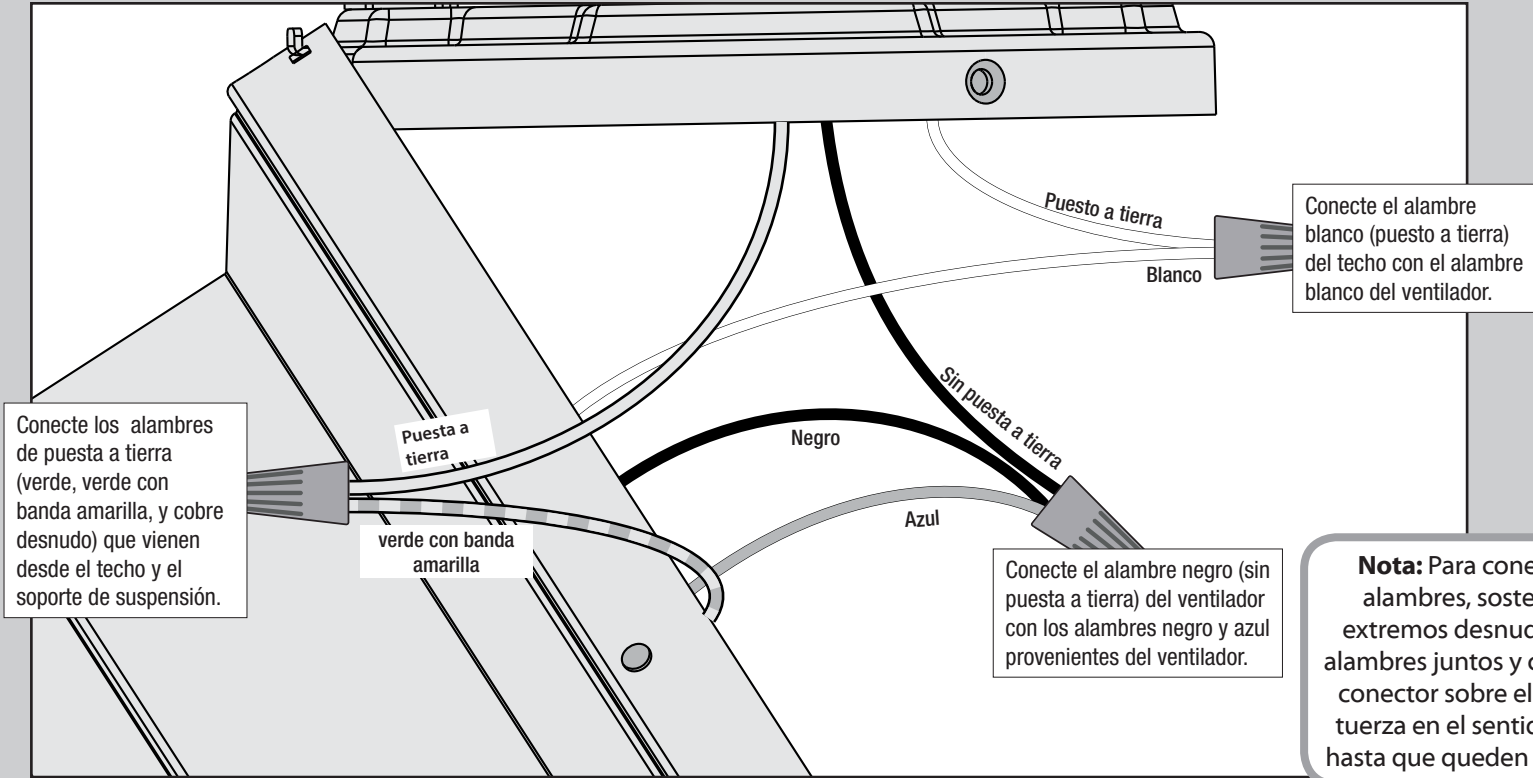 Puesto a tierra
Blanco
Conecte el alambre
blanco (puesto a tierra)
del techo con el alambre
blanco del ventilador.
Sin puesta a tierra
Negro
Azul
Conecte los alambres
de puesta a tierra
(verde, verde con
banda amarilla, y cobre
desnudo) que vienen
desde el techo y el
soporte de suspensión.
Puesta a
tierra
verde con banda
amarilla
Conecte el alambre negro (sin
puesta a tierra) del ventilador
con los alambres negro y azul
provenientes del ventilador.
Nota: Para cone
alambres, soste
extremos desnud
alambres juntos y
conector sobre el
tuerza en el sentid
hasta que queden